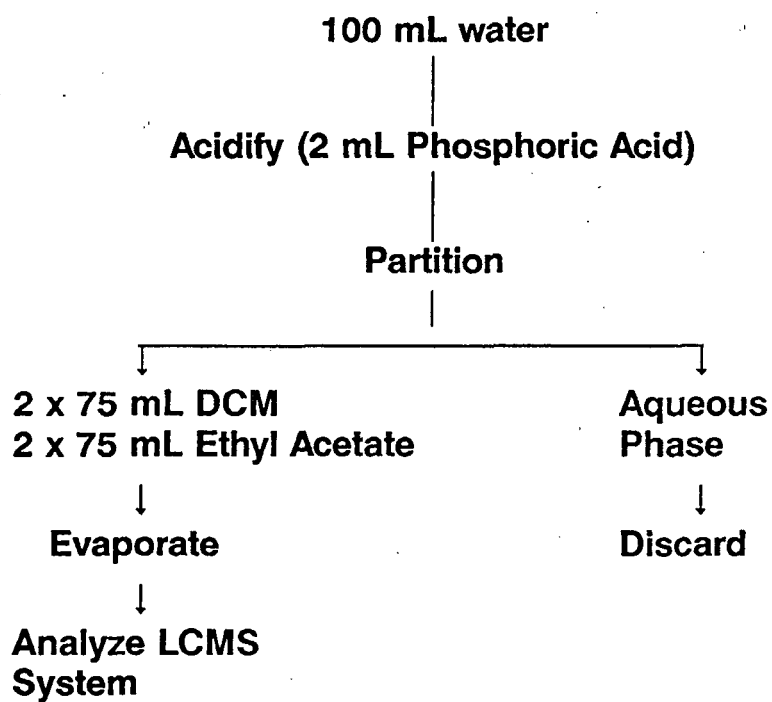 100 mL water
Acidify (2 mL Phosphoric Acid)
Partition
2 x 75 mL DCM
2 x 75 mL Ethyl Acetate
Evaporate
Analyze LCMS
System
Aqueous
Phase
Discard